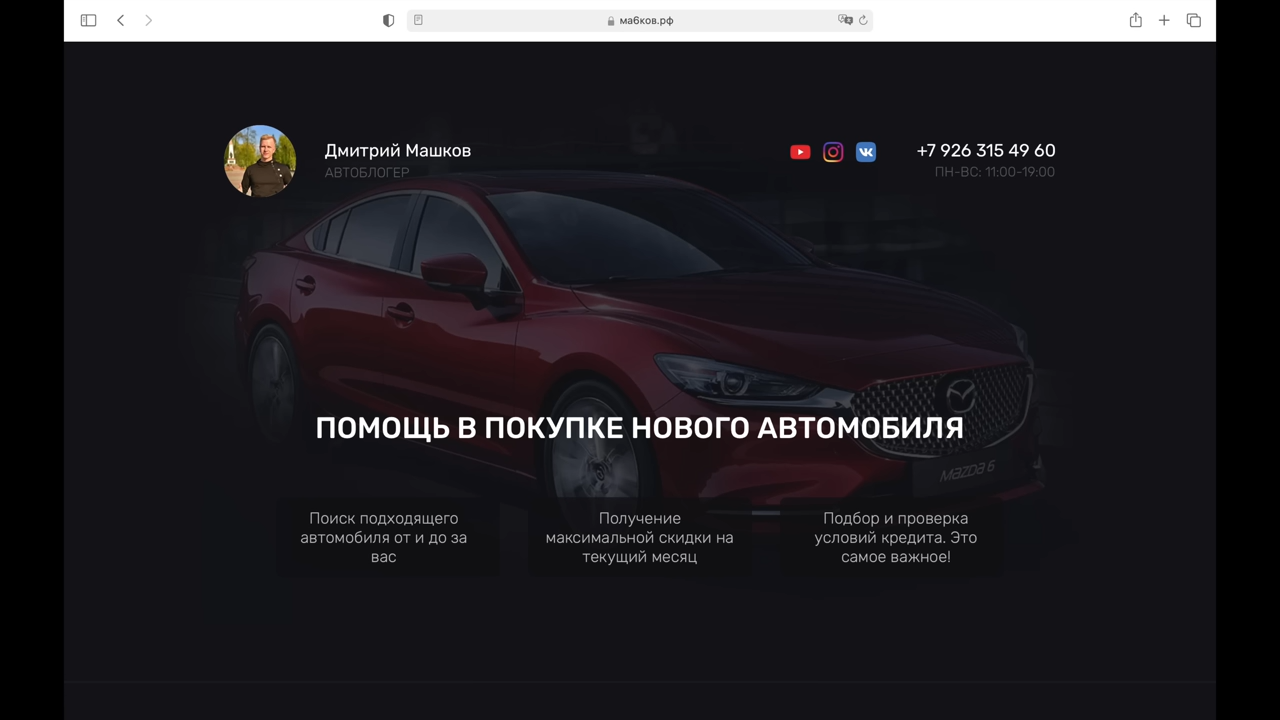 ма6ков.рф
Дмитрий Машков
АВТОБЛОГЕР
+7 926 315 49 60
ПН-ВС: 11:00-19:00
ПОМОЩЬ В ПОКУПКЕ НОВОГО АВТОМОБИЛЯ
Поиск подходящего
автомобиля от и до за
вас
Получение
максимальной скидки на
текущий месяц
Подбор и проверка
условий кредита. Это
самое важное!
mazda 6